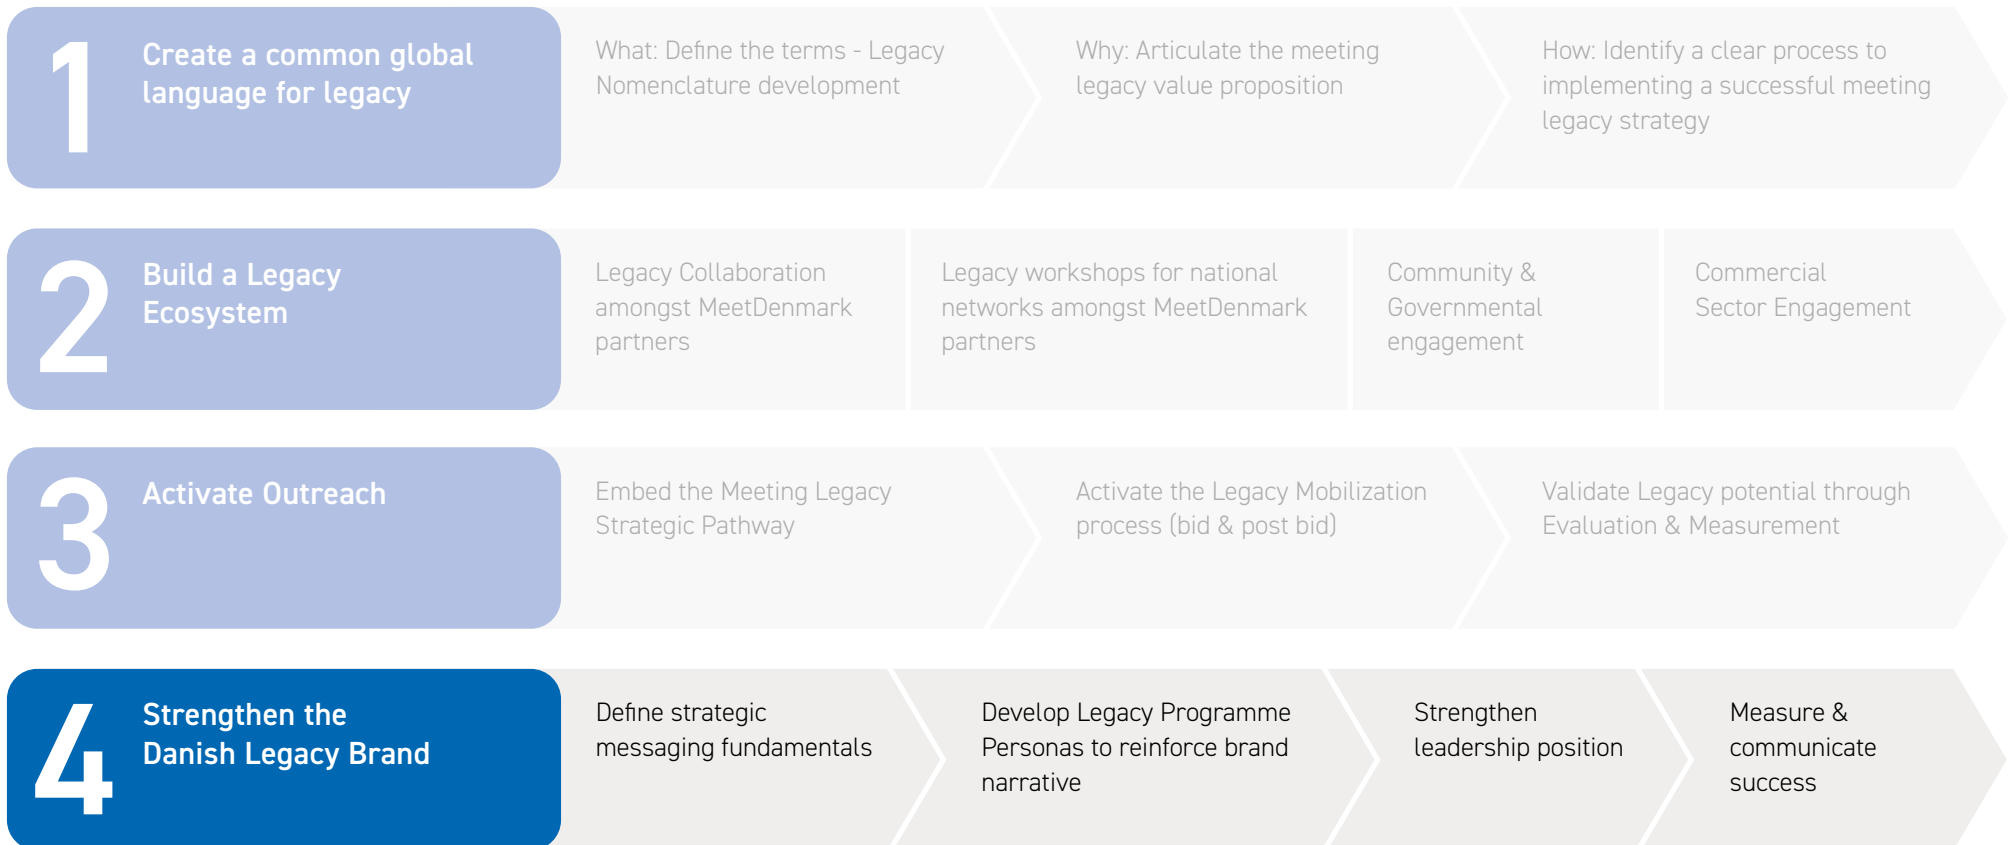 1
Create a common global
language for legacy
What: Define the terms - Legacy
Nomenclature development
Why: Articulate the meeting
legacy value proposition
How: Identify a clear process to
implementing a successful meeting
legacy strategy
2
Build a Legacy
Ecosystem
Legacy Collaboration
amongst MeetDenmark
partners
Legacy workshops for national
networks amongst MeetDenmark
partners
Community &
Governmental
engagement
Commercial
Sector Engagement
3
Activate Outreach
Embed the Meeting Legacy
Strategic Pathway
Activate the Legacy Mobilization
process (bid & post bid)
Validate Legacy potential through
Evaluation & Measurement
4
Strengthen the
Danish Legacy Brand
Define strategic
messaging fundamentals
Develop Legacy Programme
Personas to reinforce brand
narrative
Strengthen
leadership position
Measure &
communicate
success